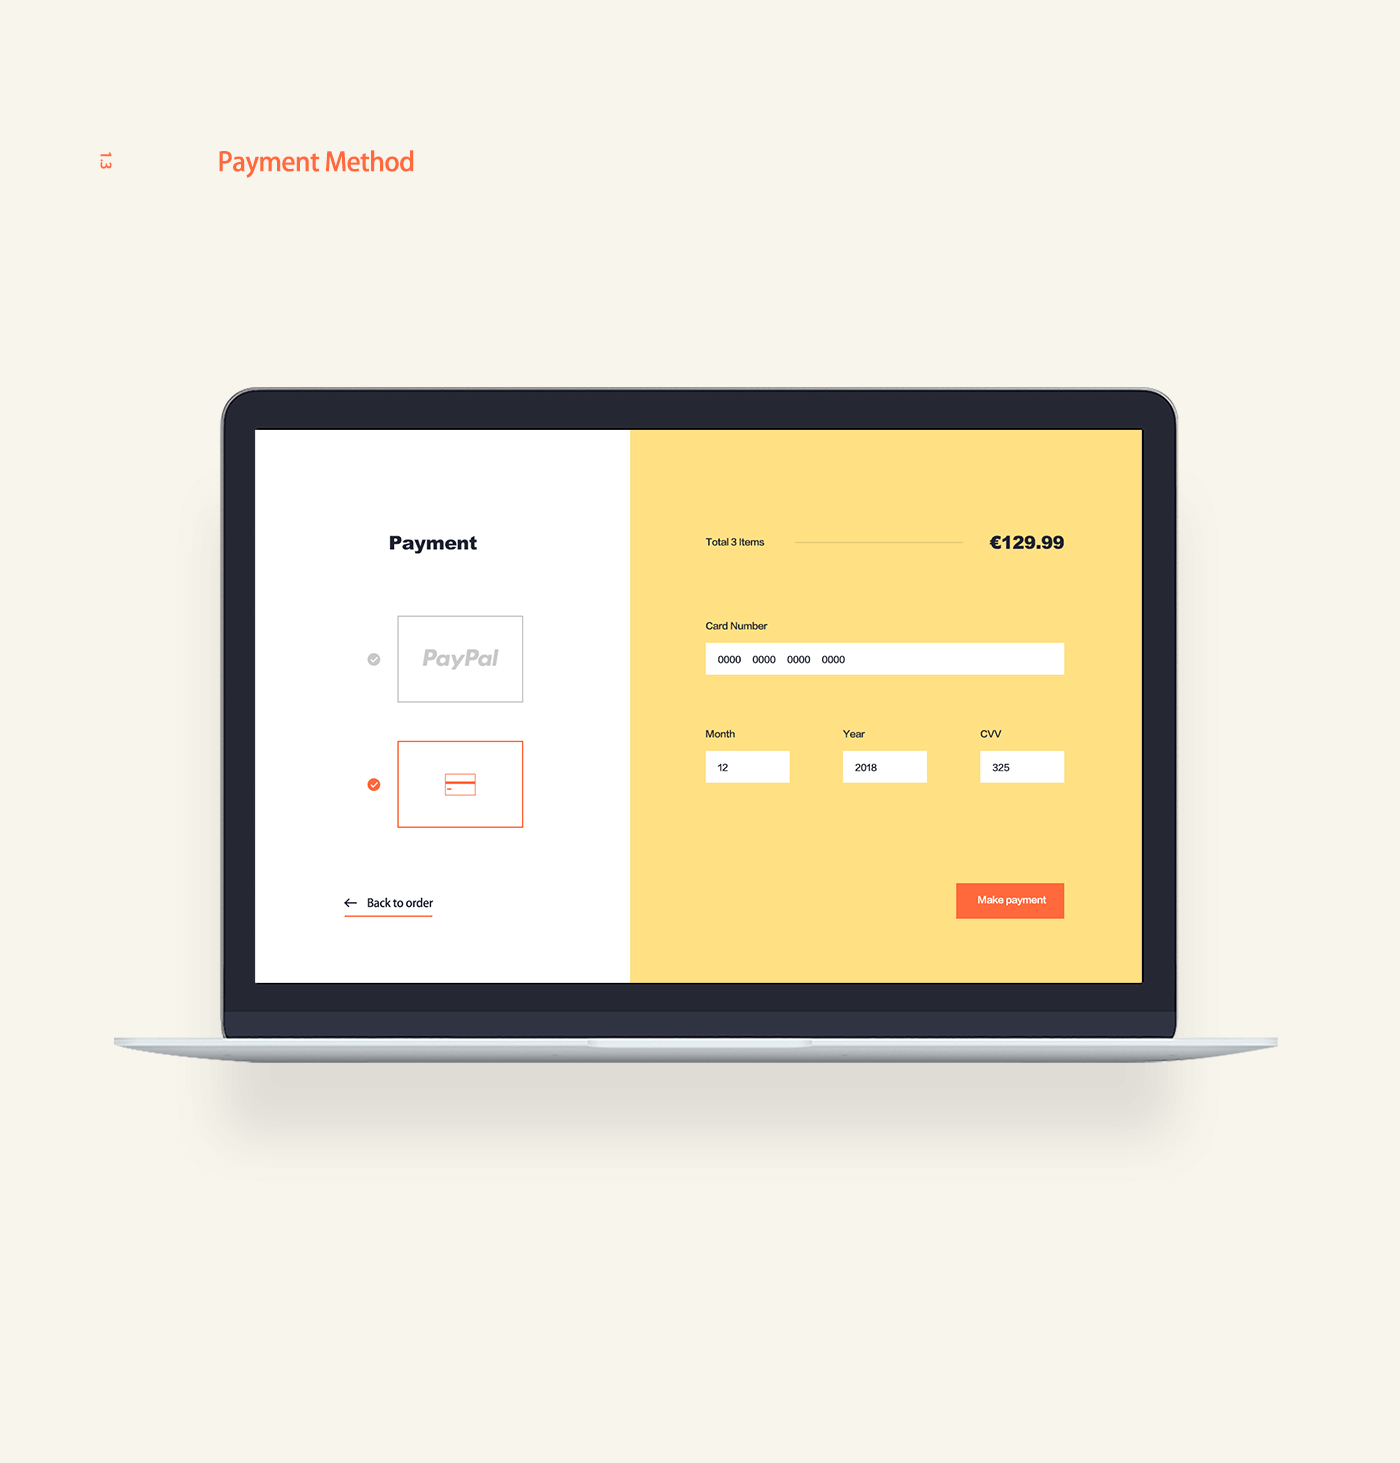 1.3
Payment Method
Payment
PayPal
Back to order
Total 3 Items
€129.99
Card Number
0000 0000 0000 0000
Month
Year
CVV
12
2018
325
Make payment